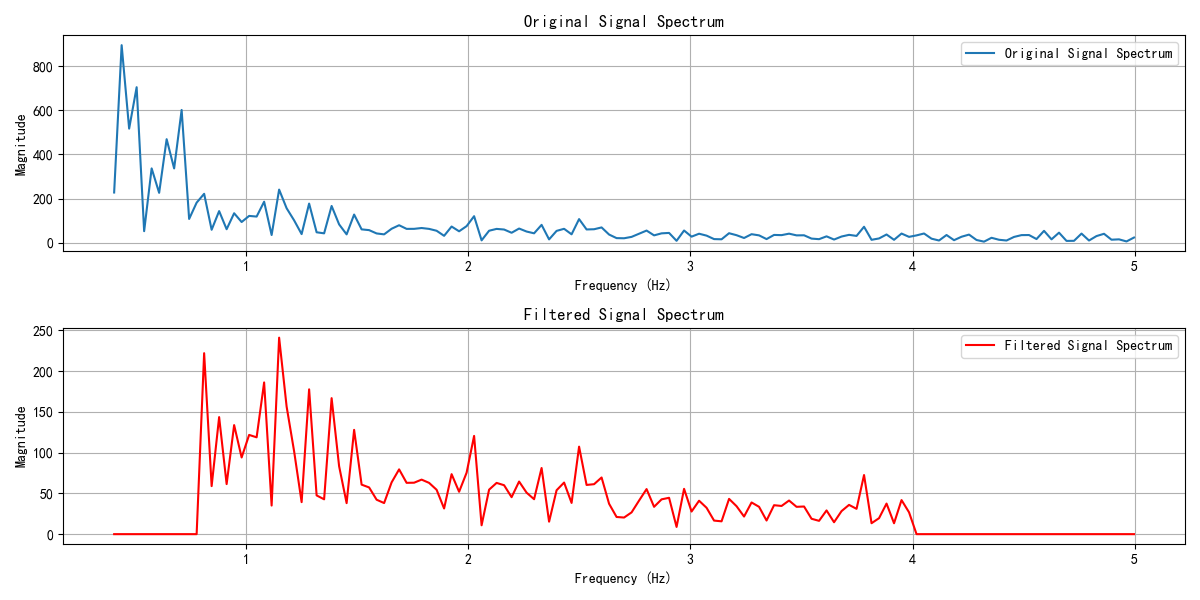 Original Signal Spectrum
Original Signal Spectrum
Magnitude
800
600
400
200
0
1 2 3 4 5
Frequency (Hz)
Filtered Signal Spectrum
Filtered Signal Spectrum
Magnitude
250
200
150
100
50
0
1 2 3 4 5
Frequency (Hz)